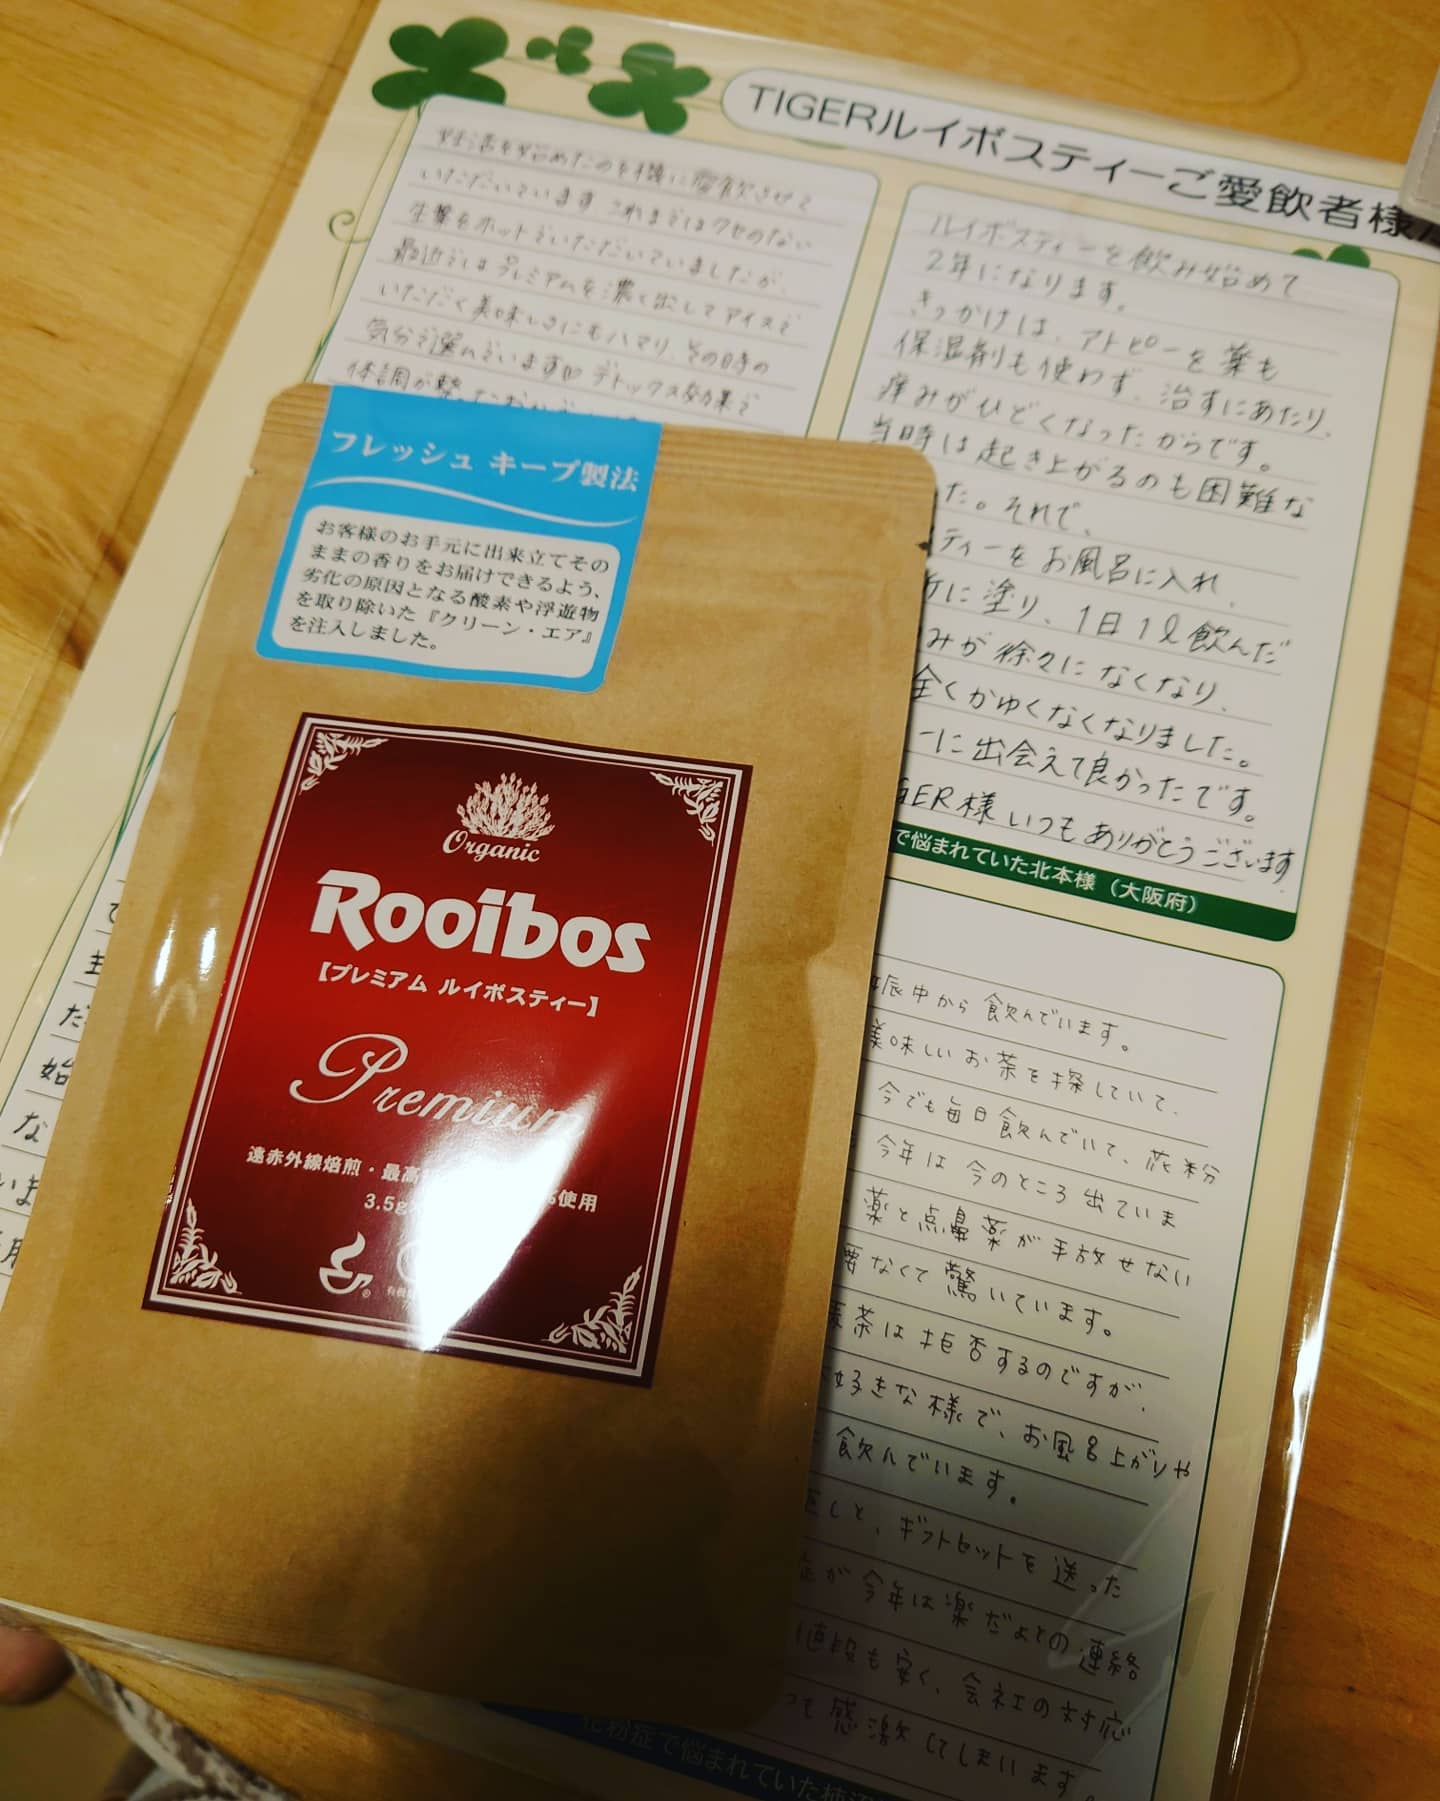 TIGERルイボスティーご愛飲者様
妊活を始めたのを機に愛飲させて
いただいています。これまではクセのない
生葉をホットでいただいていましたが、
最近ではプレミアムを濃く出してアイスで
いただく美味しさにもハマり、その時の
気分で選んでいます♡ デトックス効果で
体調が整
ルイボスティーを飲み始めて
2年になります。
きっかけは、アトピーを薬も
保湿剤も使わず、治すにあたり、
痛みがひどくなったからです。
当時は起き上がるのも困難な
た。それで、
ティーをお風呂に入れ、
に塗り、1日1ℓ飲んだ
みが徐々になくなり、
全くかゆくなくなりました。
ーに出会えて良かったです。
GER様いつもありがとうございます
で悩まれていた北本様(大阪府)
フレッシュ キープ製法
お客様のお手元に出来立てその
ままの香りをお届けできるよう、
劣化の原因となる酸素や浮遊物
を取り除いた『クリーン・エア』
を注入しました。
Organic
Rooibos
【プレミアム ルイボスティー】
Premium
遠赤外線焙煎・最高 使用
3.5g
娠中から飲んでいます。
美味しいお茶を探していて、
今でも毎日飲んでいて、花粉
今年は今のところ出ていま
薬と点鼻薬が手放せない
要なくて驚いています。
茶は拒否するのですが、
好きな様で、お風呂上がりや
飲んでいます。
しと、ギフトセットを送った
症が今年は楽だよとの連絡
値段も安く、会社の対応
って感激してしまいます。
花粉症で悩まれていた柿沼
始
な